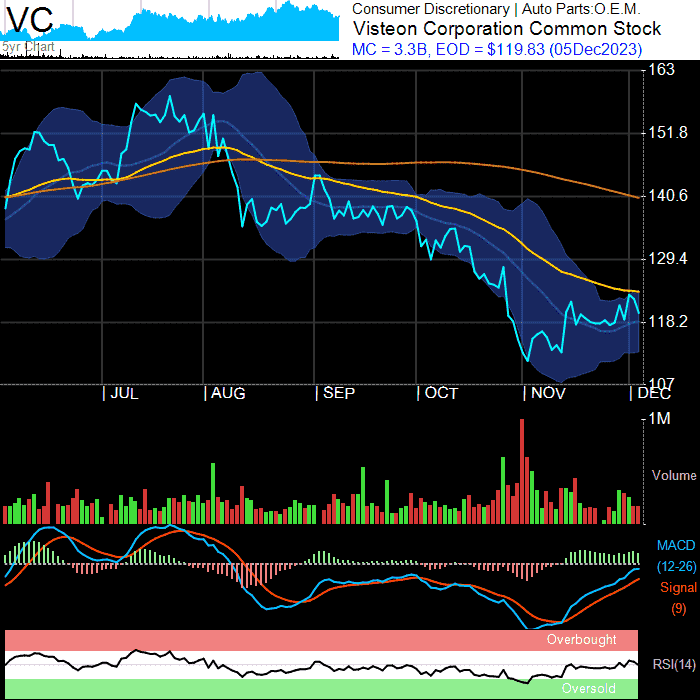 VC
5yr Chart
Consumer Discretionary | Auto Parts:O.E.M.
Visteon Corporation Common Stock
MC = 3.3B, EOD = $119.83 (05Dec2023)
163
151.8
140.6
129.4
118.2
107
| JUL | AUG | SEP | OCT | NOV | DEC
1M
Volume
MACD
(12-26)
Signal
(9)
Overbought
RSI(14)
Oversold